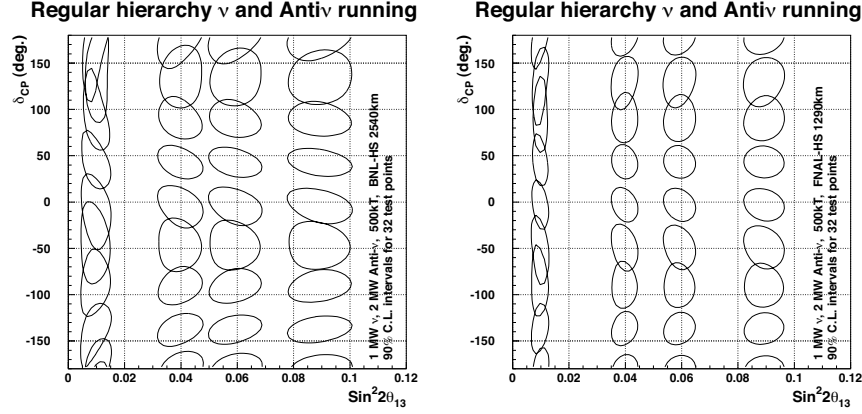 Regular hierarchy ν and Antiν running
δCP (deg.)
150
100
50
0
-50
-100
-150
0
0.02
0.04
0.06
0.08
0.1
0.12
Sin²2θ₁₃
1 MW ν, 2 MW Anti-ν, 500kT, BNL-HS 2540km
90% C.L. intervals for 32 test points
Regular hierarchy ν and Antiν running
δCP (deg.)
150
100
50
0
-50
-100
-150
0
0.02
0.04
0.06
0.08
0.1
0.12
Sin²2θ₁₃
1 MW ν, 2 MW Anti-ν, 500kT, FNAL-HS 1290km
90% C.L. intervals for 32 test points